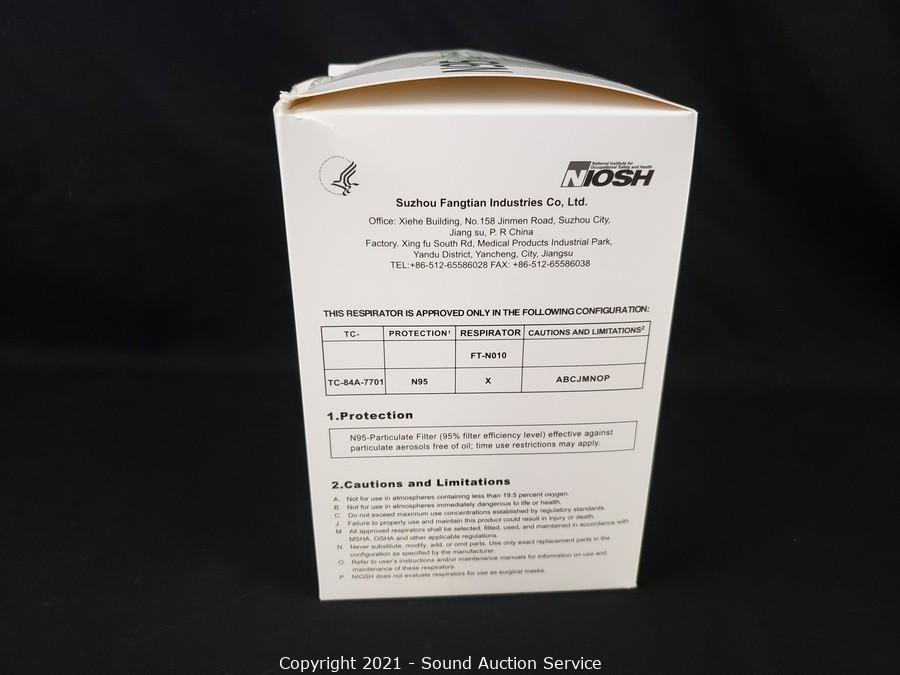 N95
National Institute for
Occupational Safety and Health
NIOSH
Suzhou Fangtian Industries Co, Ltd.
Office: Xiehe Building, No.158 Jinmen Road, Suzhou City,
Jiang su, P. R China
Factory. Xing fu South Rd, Medical Products Industrial Park,
Yandu District, Yancheng, City, Jiangsu
TEL:+86-512-65586028 FAX: +86-512-65586038
THIS RESPIRATOR IS APPROVED ONLY IN THE FOLLOWING CONFIGURATION:
TC- PROTECTION¹ RESPIRATOR CAUTIONS AND LIMITATIONS²
FT-N010
TC-84A-7701 N95 X ABCJMNOP
1.Protection
N95-Particulate Filter (95% filter efficiency level) effective against
particulate aerosols free of oil; time use restrictions may apply.
2.Cautions and Limitations
A. Not for use in atmospheres containing less than 19.5 percent oxygen.
B. Not for use in atmospheres immediately dangerous to life or health.
C. Do not exceed maximum use concentrations established by regulatory standards.
J. Failure to properly use and maintain this product could result in injury or death.
M All approved respirators shall be selected, fitted, used, and maintained in accordance with
MSHA, OSHA and other applicable regulations.
N. Never substitute, modify, add, or omit parts. Use only exact replacement parts in the
configuration as specified by the manufacturer.
O. Refer to user's instructions and/or maintenance manuals for information on use and
maintenance of these respirators.
P. NIOSH does not evaluate respirators for use as surgical masks.
Copyright 2021 - Sound Auction Service